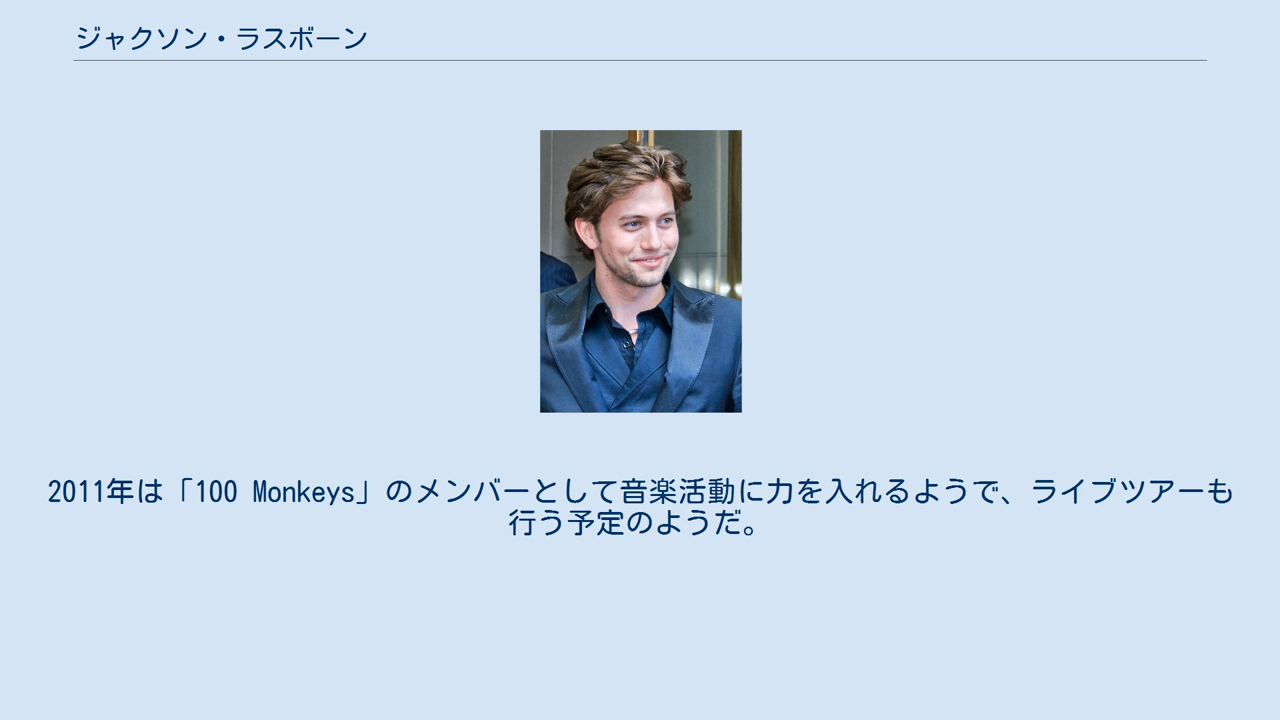 ジャクソン・ラスボーン
2011年は「100 Monkeys」のメンバーとして音楽活動に力を入れるようで、ライブツアーも
行う予定のようだ。